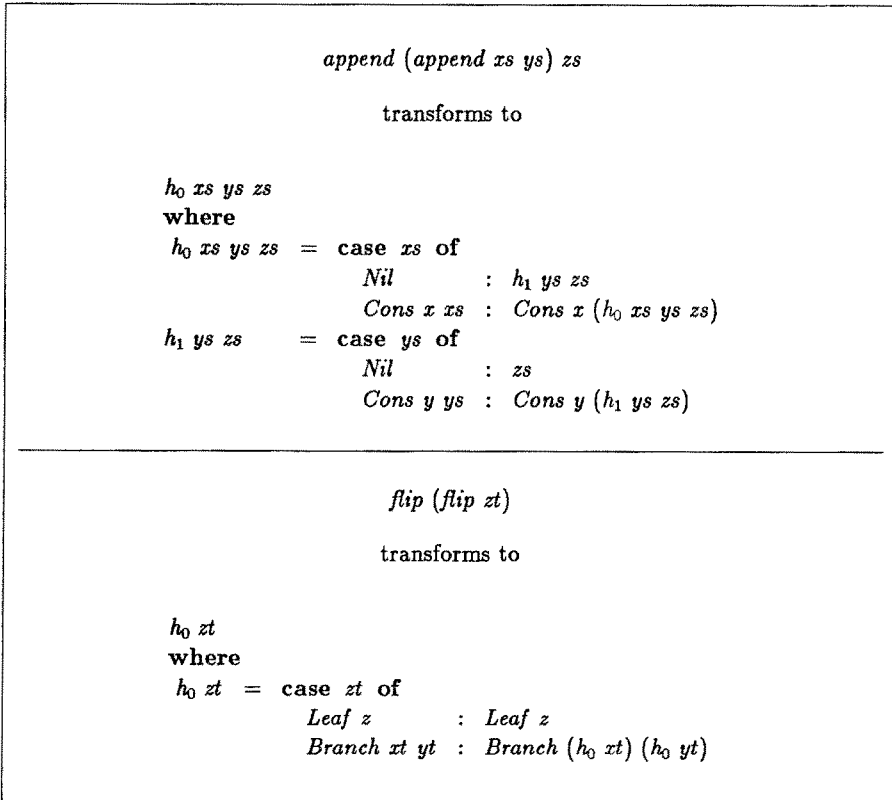 append (append xs ys) zs
transforms to
h₀ xs ys zs
where
h₀ xs ys zs = case xs of
Nil : h₁ ys zs
Cons x xs : Cons x (h₀ xs ys zs)
h₁ ys zs = case ys of
Nil : zs
Cons y ys : Cons y (h₁ ys zs)
flip (flip zt)
transforms to
h₀ zt
where
h₀ zt = case zt of
Leaf z : Leaf z
Branch xt yt : Branch (h₀ xt) (h₀ yt)